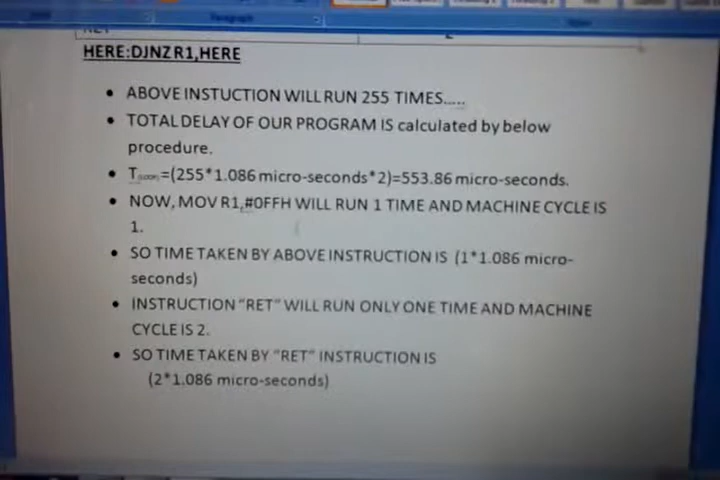 HERE:DJNZ R1,HERE
• ABOVE INSTUCTION WILL RUN 255 TIMES.....
• TOTAL DELAY OF OUR PROGRAM IS calculated by below
procedure.
• T(LOOP)=(255*1.086 micro-seconds*2)=553.86 micro-seconds.
• NOW, MOV R1,#0FFH WILL RUN 1 TIME AND MACHINE CYCLE IS
1.
• SO TIME TAKEN BY ABOVE INSTRUCTION IS (1*1.086 micro-
seconds)
• INSTRUCTION "RET" WILL RUN ONLY ONE TIME AND MACHINE
CYCLE IS 2.
• SO TIME TAKEN BY "RET" INSTRUCTION IS
(2*1.086 micro-seconds)